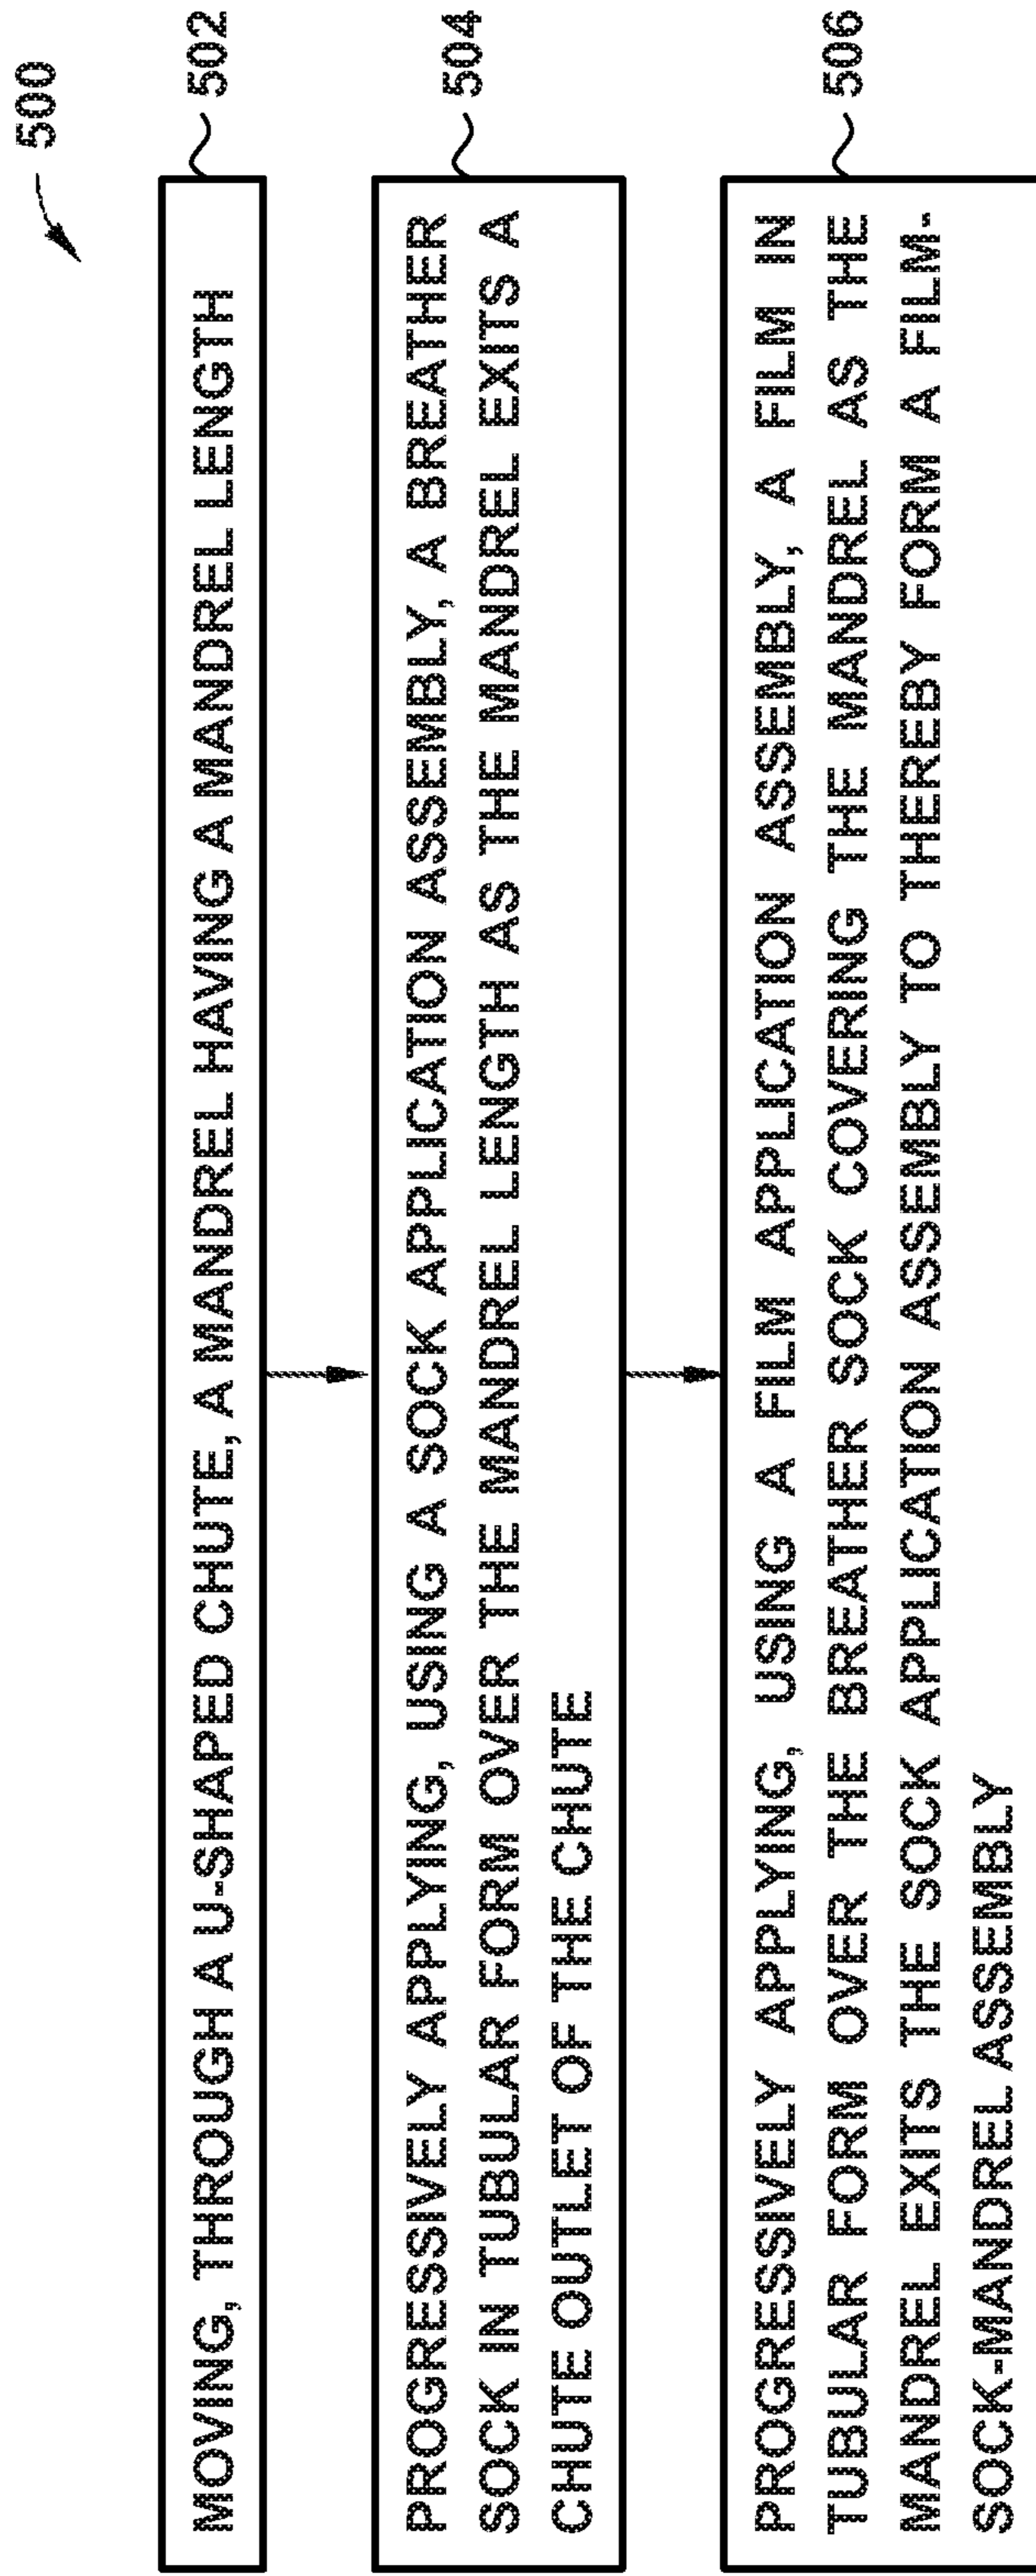 500
MOVING, THROUGH A U-SHAPED CHUTE, A MANDREL HAVING A MANDREL LENGTH
502
PROGRESSIVELY APPLYING, USING A SOCK APPLICATION ASSEMBLY, A BREATHER
SOCK IN TUBULAR FORM OVER THE MANDREL LENGTH AS THE MANDREL EXITS A
CHUTE OUTLET OF THE CHUTE
504
PROGRESSIVELY APPLYING, USING A FILM APPLICATION ASSEMBLY, A FILM IN
TUBULAR FORM OVER THE BREATHER SOCK COVERING THE MANDREL AS THE
MANDREL EXITS THE SOCK APPLICATION ASSEMBLY TO THEREBY FORM A FILM-
SOCK-MANDREL ASSEMBLY
506